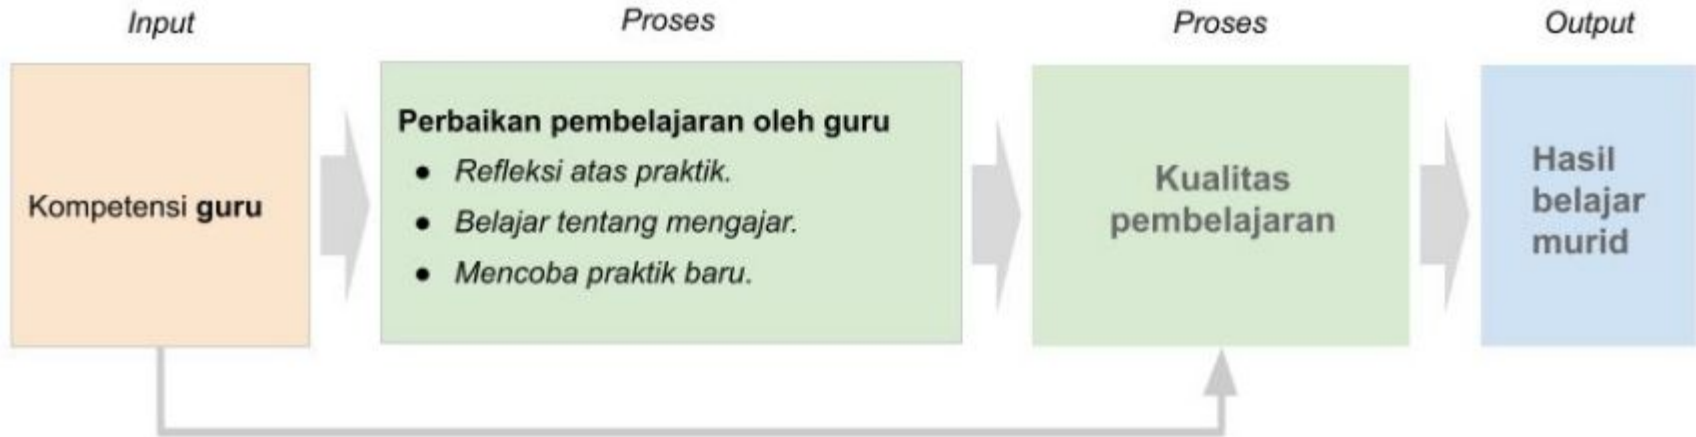 Input
Proses
Proses
Output
Kompetensi guru
Perbaikan pembelajaran oleh guru
● Refleksi atas praktik.
● Belajar tentang mengajar.
● Mencoba praktik baru.
Kualitas
pembelajaran
Hasil
belajar
murid